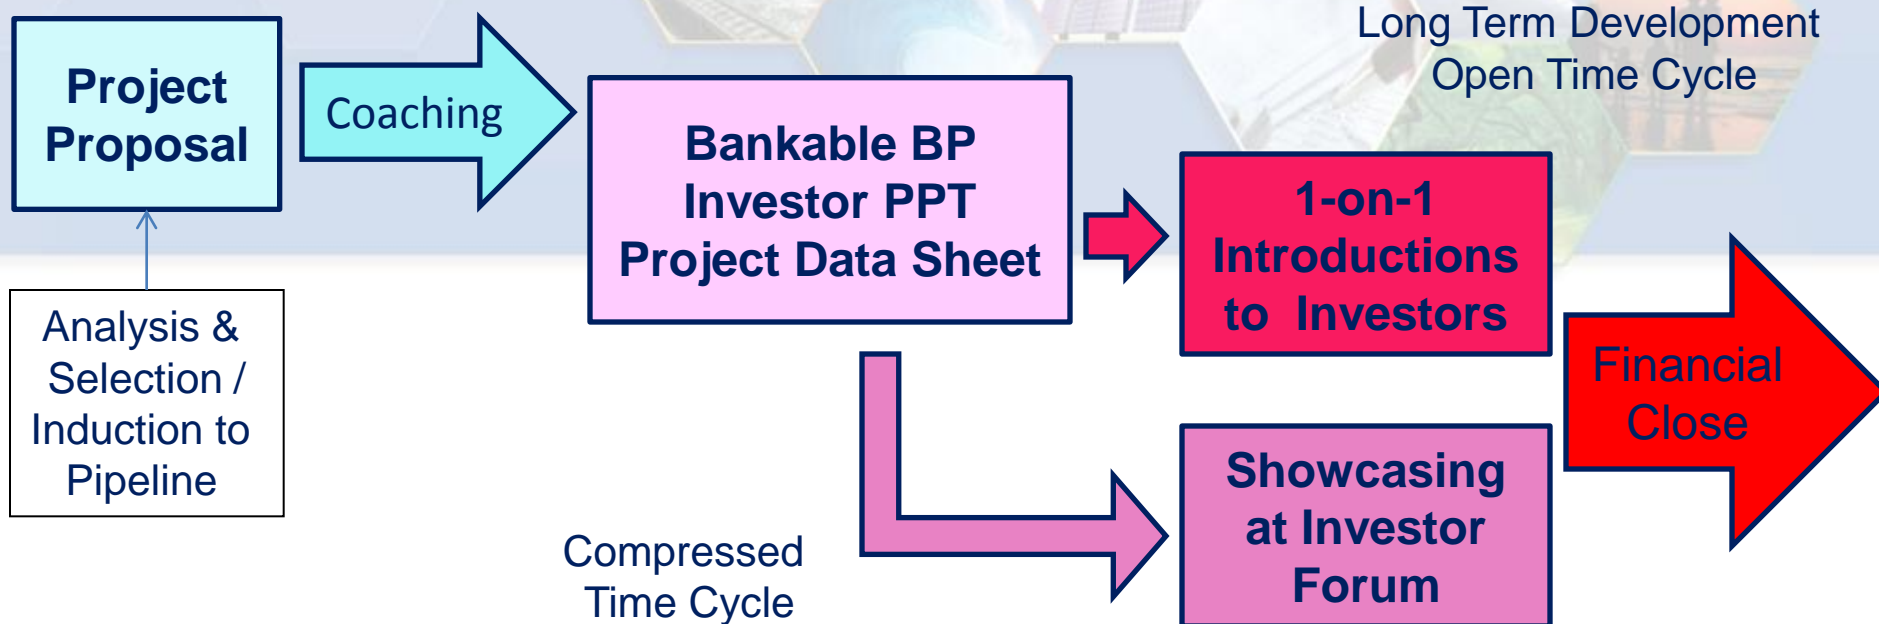 Long Term Development
Open Time Cycle
Project
Proposal
Coaching
Bankable BP
Investor PPT
Project Data Sheet
1-on-1
Introductions
to Investors
Analysis &
Selection /
Induction to
Pipeline
Financial
Close
Showcasing
at Investor
Forum
Compressed
Time Cycle